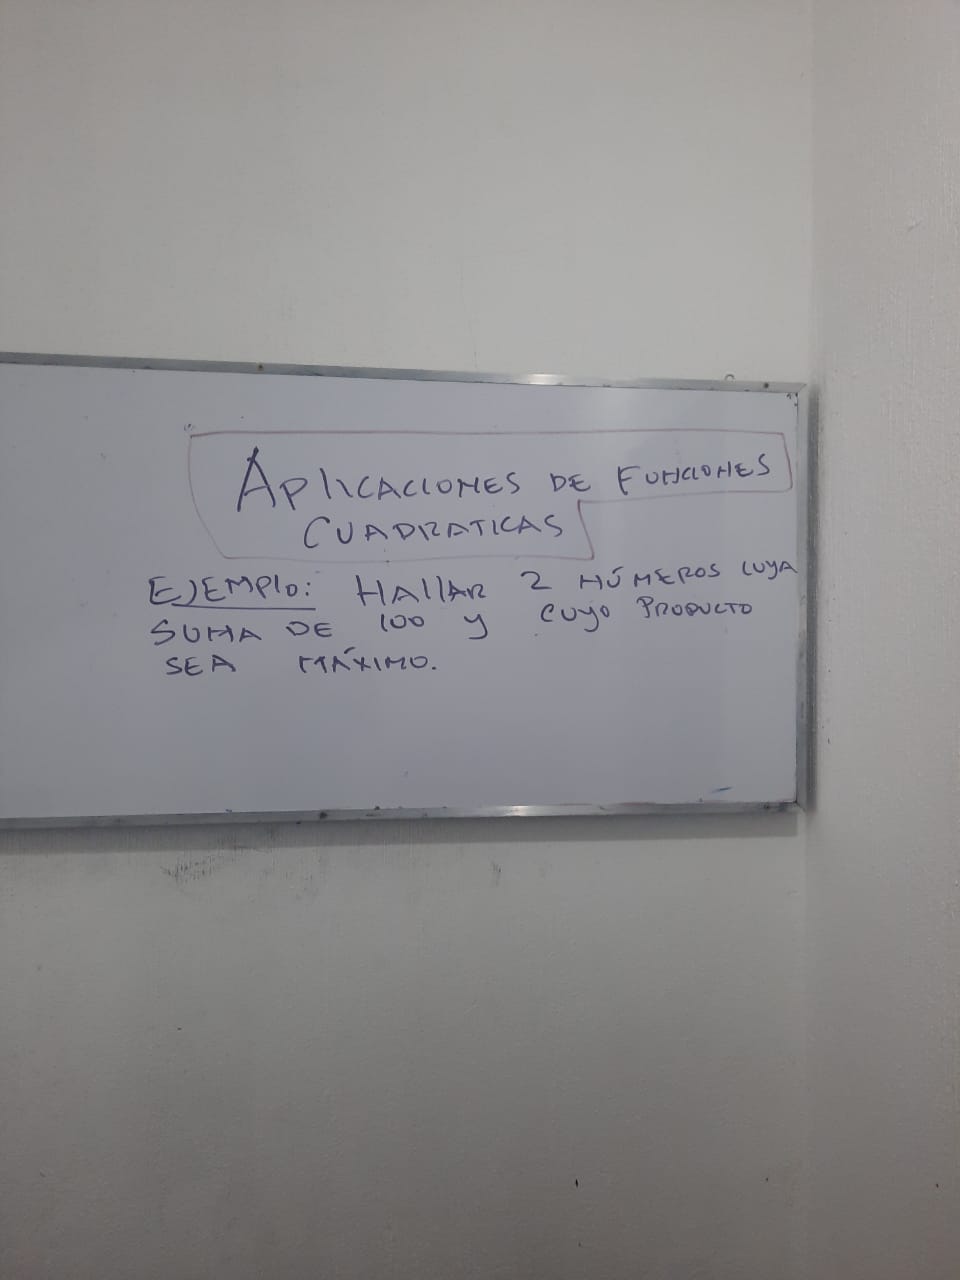 APLICACIONES DE FUNCIONES
CUADRATICAS
EJEMPLO: HALLAR 2 NÚMEROS CUYA
SUMA DE 100 Y CUYO PRODUCTO
SEA MÁXIMO.